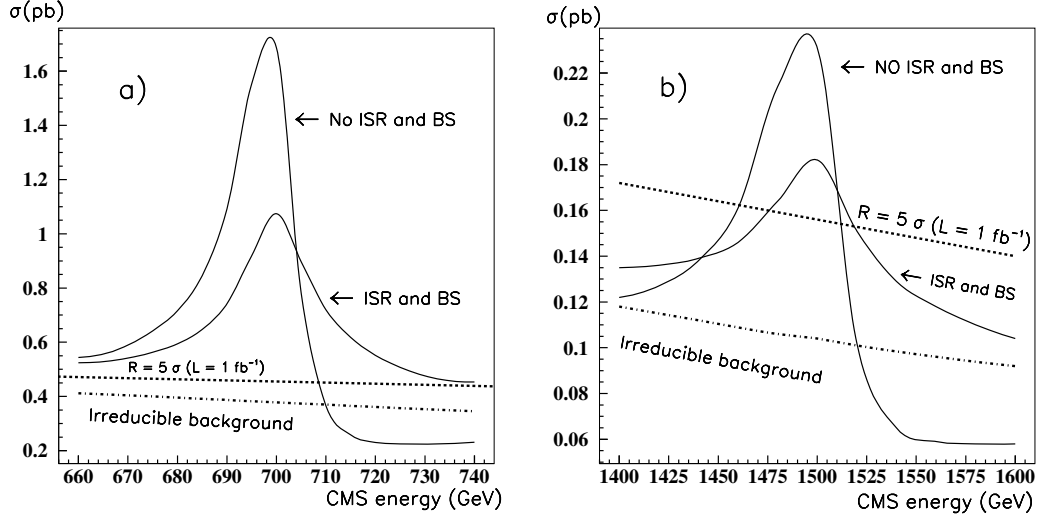 σ(pb)
a)
1.6
1.4
1.2
1
0.8
0.6
0.4
0.2
No ISR and BS
ISR and BS
R = 5 σ (L = 1 fb⁻¹)
Irreducible background
660 670 680 690 700 710 720 730 740
CMS energy (GeV)
σ(pb)
b)
0.22
0.2
0.18
0.16
0.14
0.12
0.1
0.08
0.06
NO ISR and BS
R = 5 σ (L = 1 fb⁻¹)
ISR and BS
Irreducible background
1400 1425 1450 1475 1500 1525 1550 1575 1600
CMS energy (GeV)